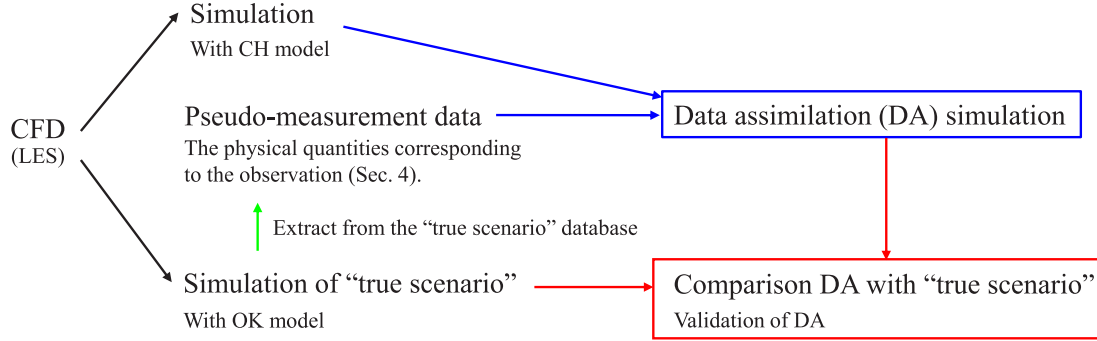 Simulation
With CH model
CFD
(LES)
Pseudo-measurement data
The physical quantities corresponding
to the observation (Sec. 4).
Data assimilation (DA) simulation
Extract from the “true scenario” database
Simulation of “true scenario”
With OK model
Comparison DA with “true scenario”
Validation of DA